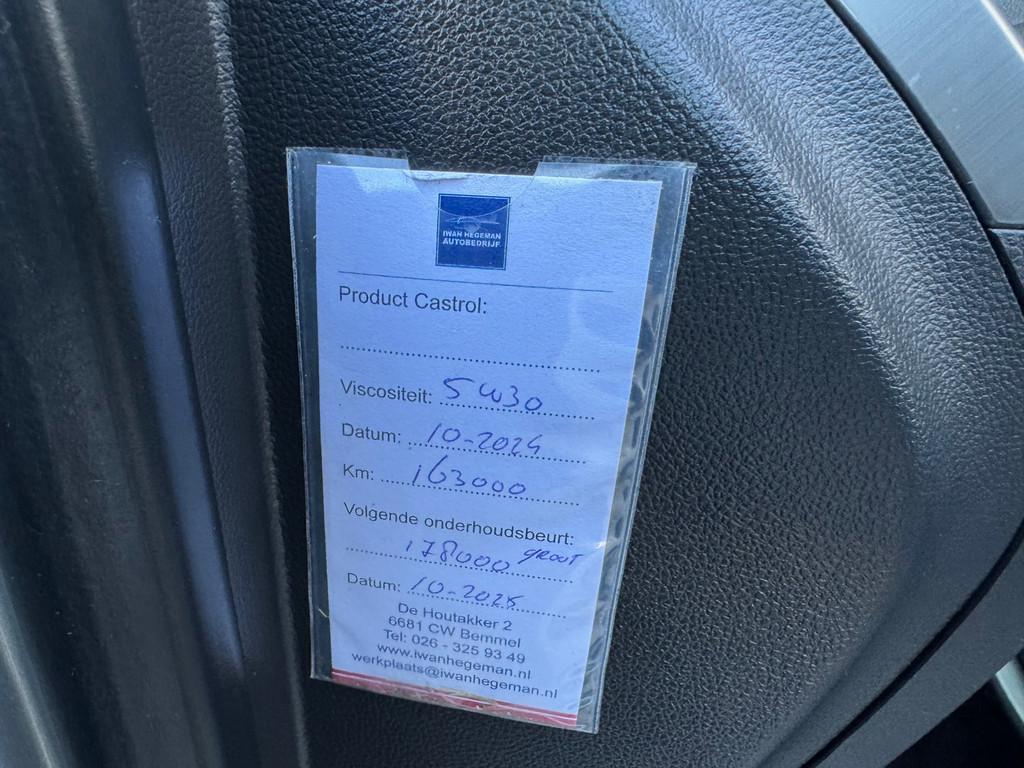 IWAN HEGEMAN
AUTOBEDRIJF
Product Castrol:
Viscositeit: 5W30
Datum: 10-2024
Km: 163000
Volgende onderhoudsbeurt:
178000 GROOT
Datum: 10-2025
De Houtakker 2
6681 CW Bemmel
Tel: 026 - 325 93 49
www.iwanhegeman.nl
werkplaats@iwanhegeman.nl